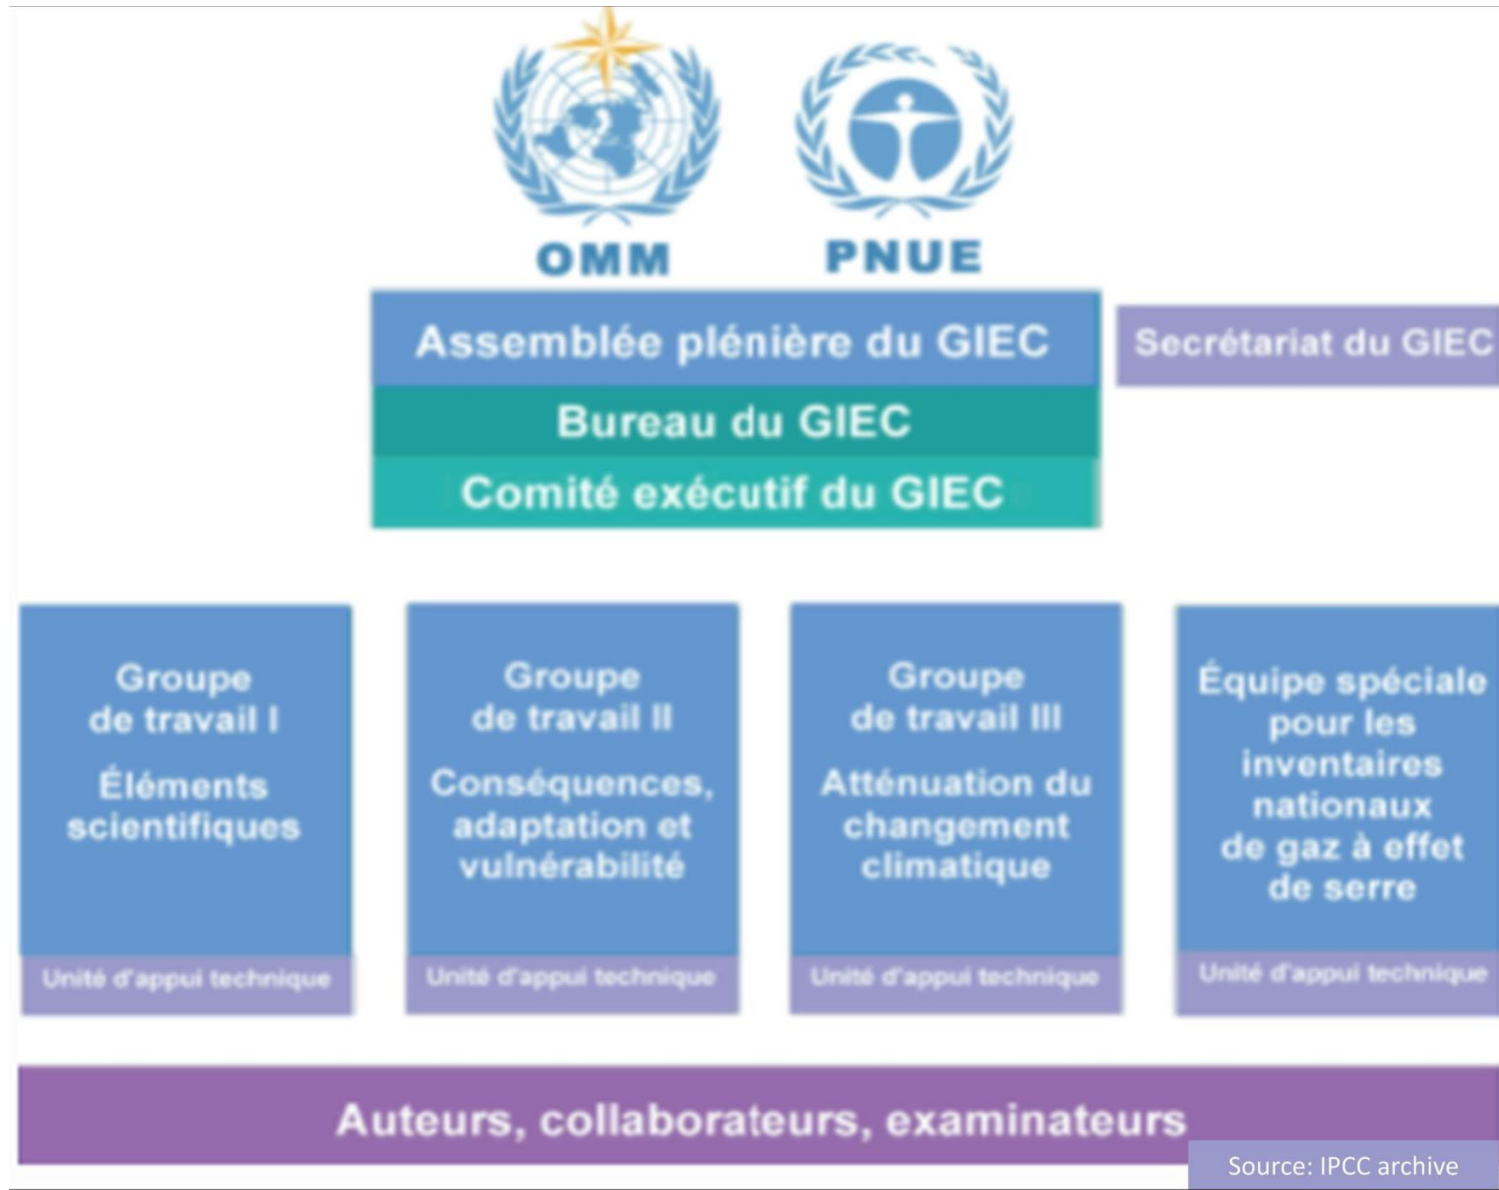 OMM
PNUE
Assemblée plénière du GIEC
Secrétariat du GIEC
Bureau du GIEC
Comité exécutif du GIEC
Groupe
de travail I
Éléments
scientifiques
Unité d'appui technique
Groupe
de travail II
Conséquences,
adaptation et
vulnérabilité
Unité d'appui technique
Groupe
de travail III
Atténuation du
changement
climatique
Unité d'appui technique
Équipe spéciale
pour les
inventaires
nationaux
de gaz à effet
de serre
Unité d'appui technique
Auteurs, collaborateurs, examinateurs
Source: IPCC archive